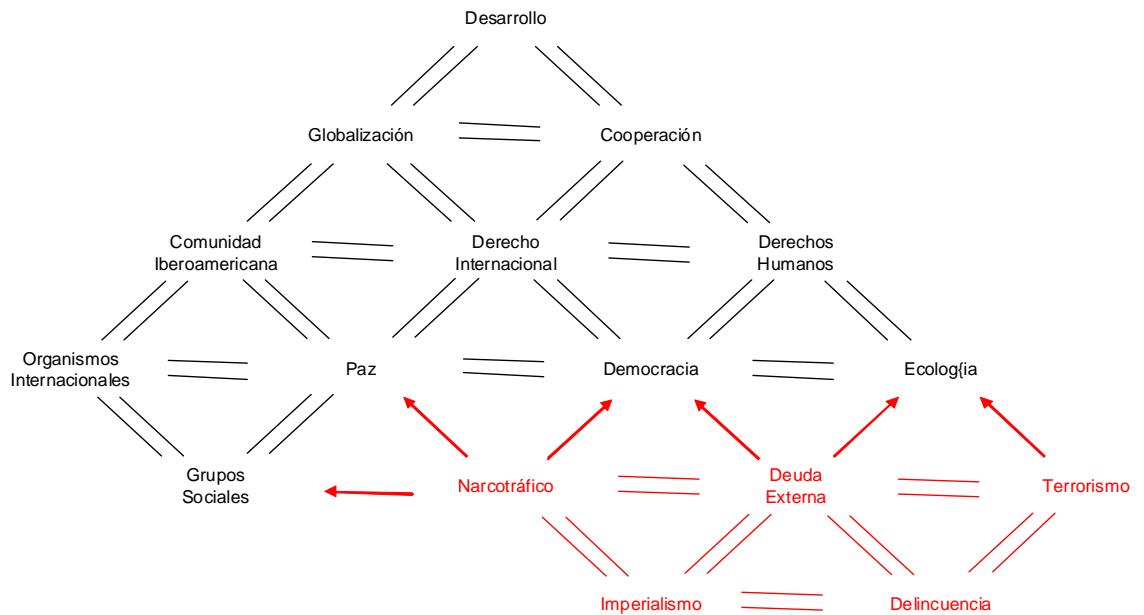 Desarrollo
Globalización
Cooperación
Comunidad
Iberoamericana
Derecho
Internacional
Derechos
Humanos
Organismos
Internacionales
Paz
Democracia
Ecolog{ia
Grupos
Sociales
Narcotráfico
Deuda
Externa
Terrorismo
Imperialismo
Delincuencia